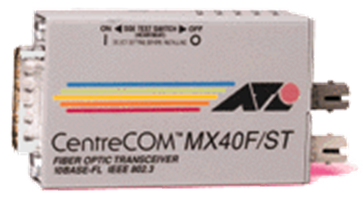 ON ◄ SQE TEST SWITCH ► OFF
CentreCOM™ MX40F/ST
FIBER OPTIC TRANSCEIVER
10BASE-FL IEEE 802.3